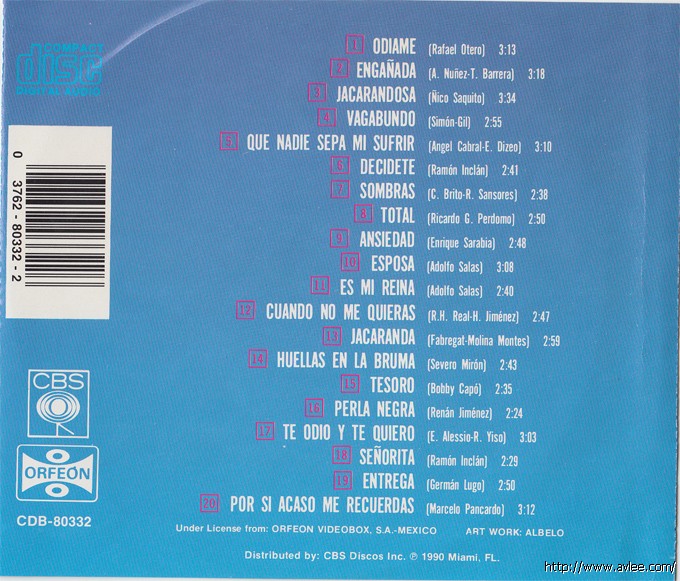 COMPACT
disc
DIGITAL AUDIO
1 ODIAME (Rafael Otero) 3:13
2 ENGAÑADA (A. Nuñez-T. Barrera) 3:18
3 JACARANDOSA (Ñico Saquito) 3:34
4 VAGABUNDO (Simón-Gil) 2:55
5 QUE NADIE SEPA MI SUFRIR (Angel Cabral-E. Dizeo) 3:10
6 DECIDETE (Ramón Inclán) 2:41
7 SOMBRAS (C. Brito-R. Sansores) 2:38
8 TOTAL (Ricardo G. Perdomo) 2:50
9 ANSIEDAD (Enrique Sarabia) 2:48
10 ESPOSA (Adolfo Salas) 3:08
11 ES MI REINA (Adolfo Salas) 2:40
12 CUANDO NO ME QUIERAS (R.H. Real-H. Jiménez) 2:47
13 JACARANDA (Fabregat-Molina Montes) 2:59
14 HUELLAS EN LA BRUMA (Severo Mirón) 2:43
15 TESORO (Bobby Capó) 2:35
16 PERLA NEGRA (Renán Jiménez) 2:24
17 TE ODIO Y TE QUIERO (E. Alessio-R. Yiso) 3:03
18 SEÑORITA (Ramón Inclán) 2:29
19 ENTREGA (Germán Lugo) 2:50
20 POR SI ACASO ME RECUERDAS (Marcelo Pancardo) 3:12
0 3762 - 80332 - 2
CBS
ORFEON
CDB-80332
Under License from: ORFEON VIDEOBOX, S.A.-MEXICO ART WORK: ALBELO
Distributed by: CBS Discos Inc. ℗ 1990 Miami, FL.
http://www.avlee.com/